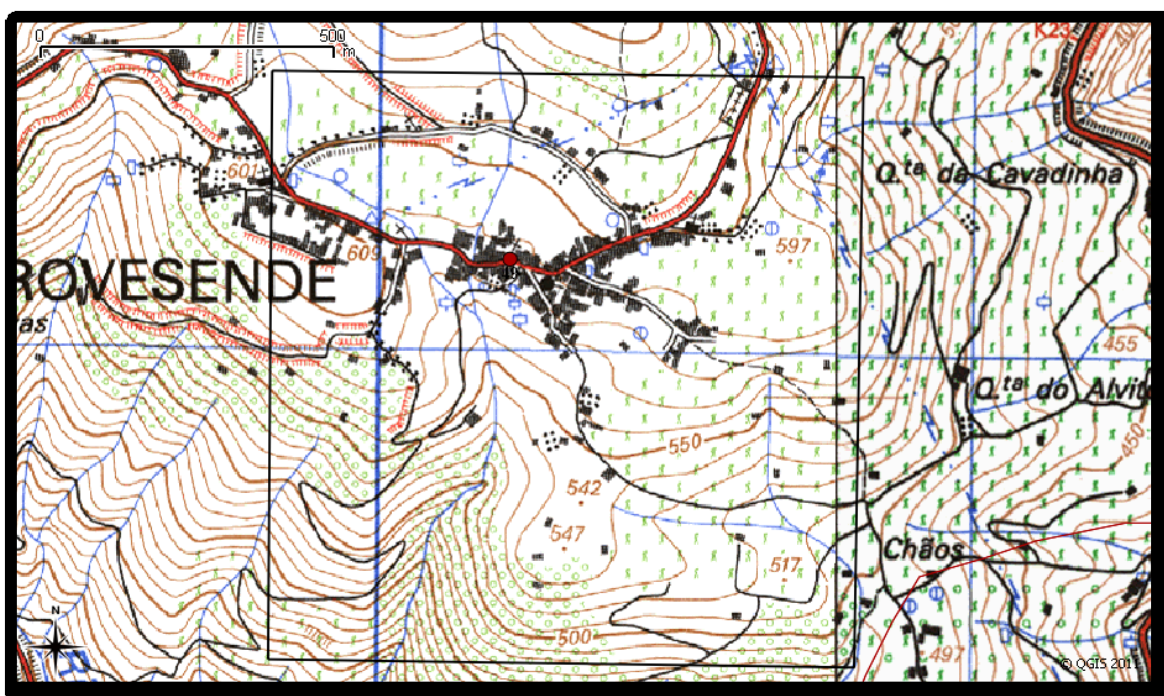 0 500
m
K23
601
Q.ta da Cavadinha
609
597
ROVESENDE
as
455
Q.ta do Alvit
550
450
542
547
Chãos
517
500
497
N
© QGIS 2011